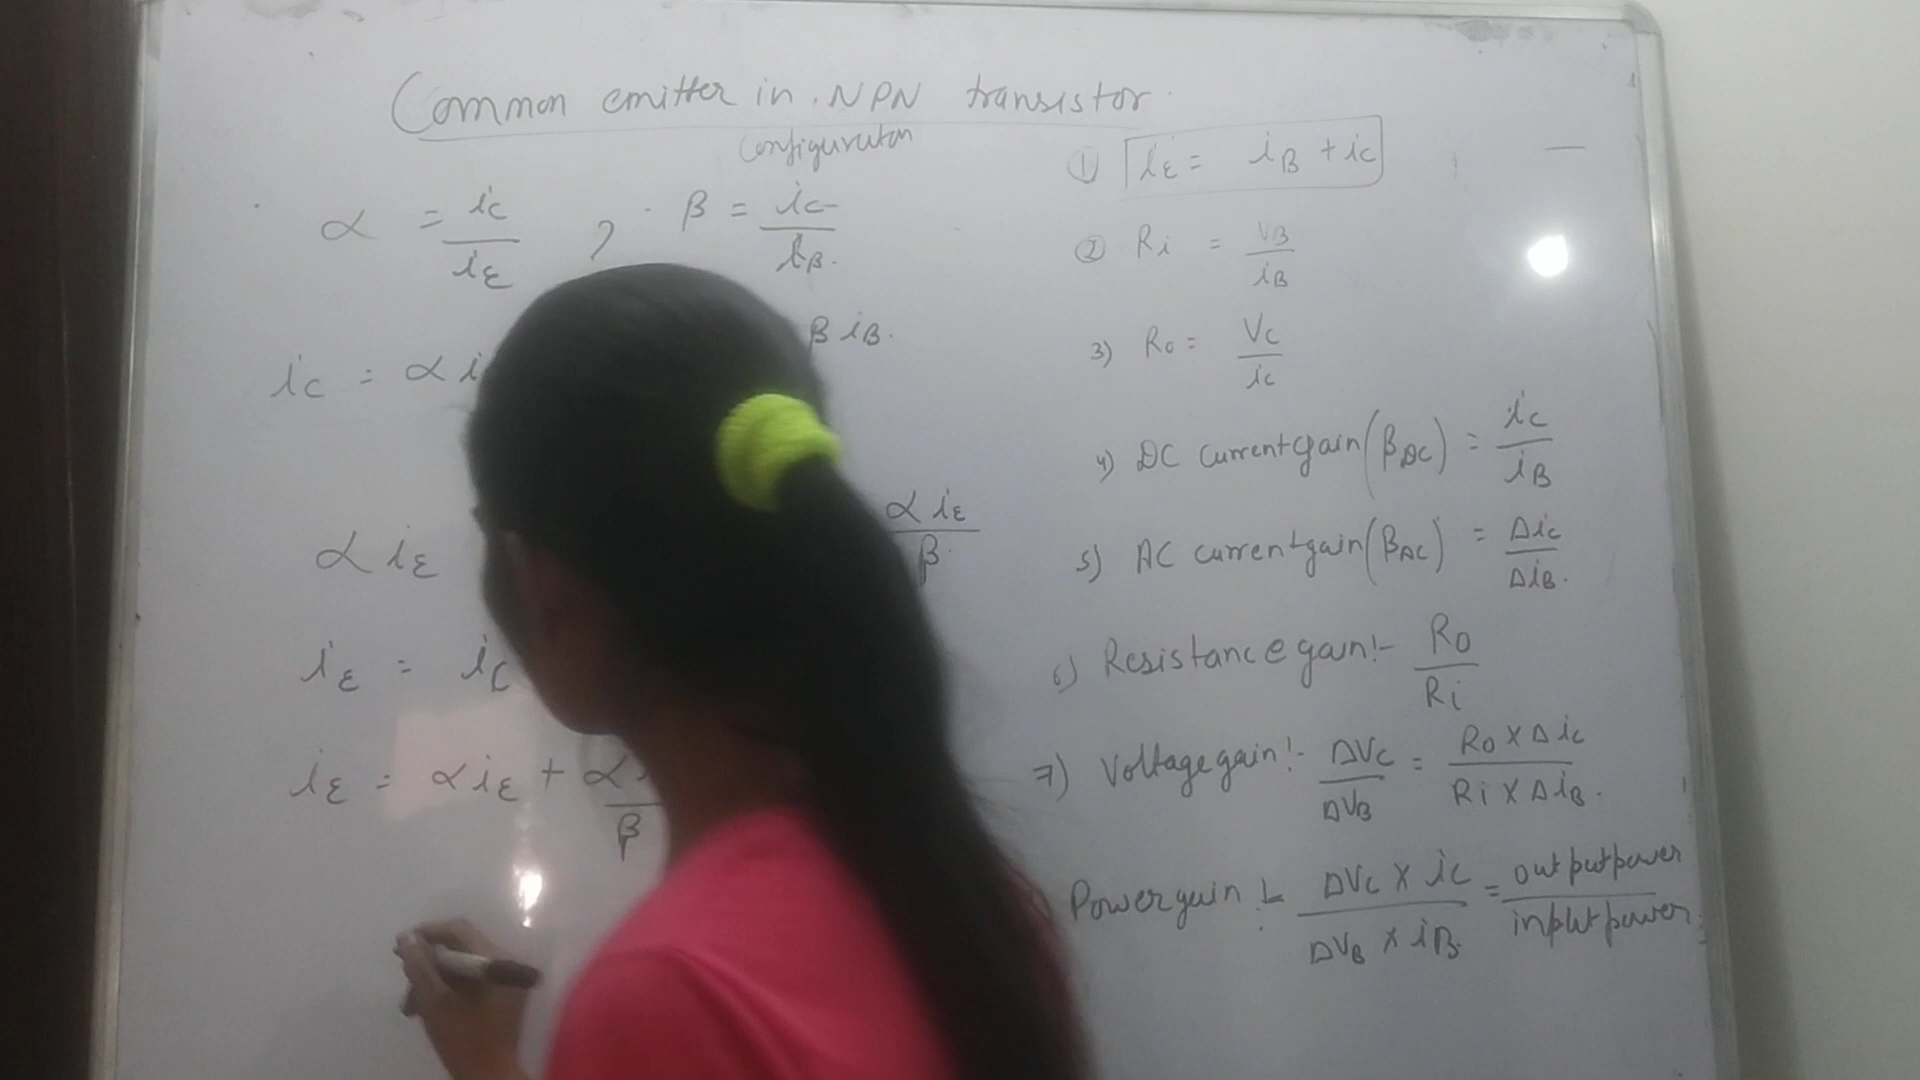 Common emitter in NPN transistor
configuration
α = ic/iE , β = ic/iB
ic = α i
β iB.
α iE
α iE/β
iE = ic
iE = α iE + α
β
① iE = iB + ic
② Ri = VB/iB
3) Ro = Vc/ic
4) DC current gain (βDC) = ic/iB
5) AC current gain (βAC) = Δic/ΔiB.
6) Resistance gain!- Ro/Ri
7) Voltage gain!- ΔVc/ΔVB = Ro X Δic/Ri X ΔiB.
Power gain !- ΔVc X ic/ΔVB X iB = output power/input power